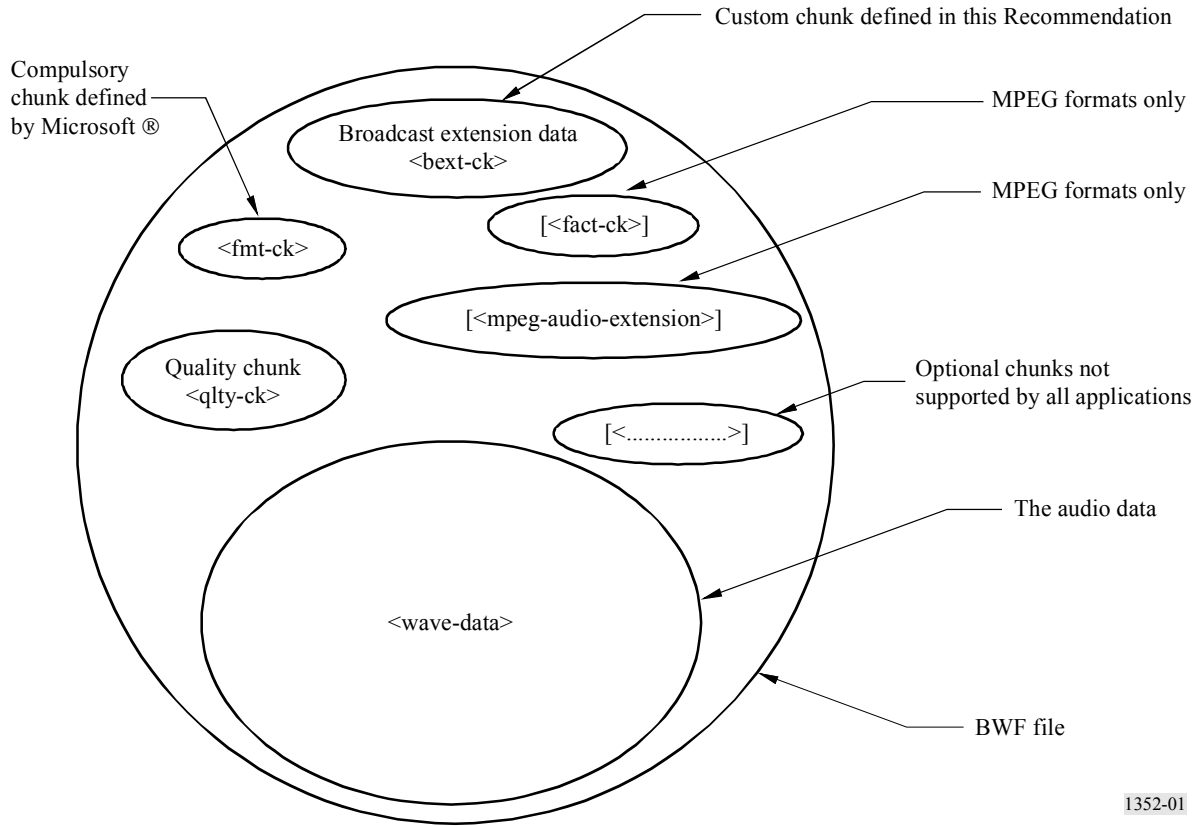 Custom chunk defined in this Recommendation
Compulsory
chunk defined
by Microsoft ®
MPEG formats only
Broadcast extension data
<bext-ck>
MPEG formats only
[<fact-ck>]
<fmt-ck>
[<mpeg-audio-extension>]
Quality chunk
<qlty-ck>
Optional chunks not
supported by all applications
[<.................>]
The audio data
<wave-data>
BWF file
1352-01